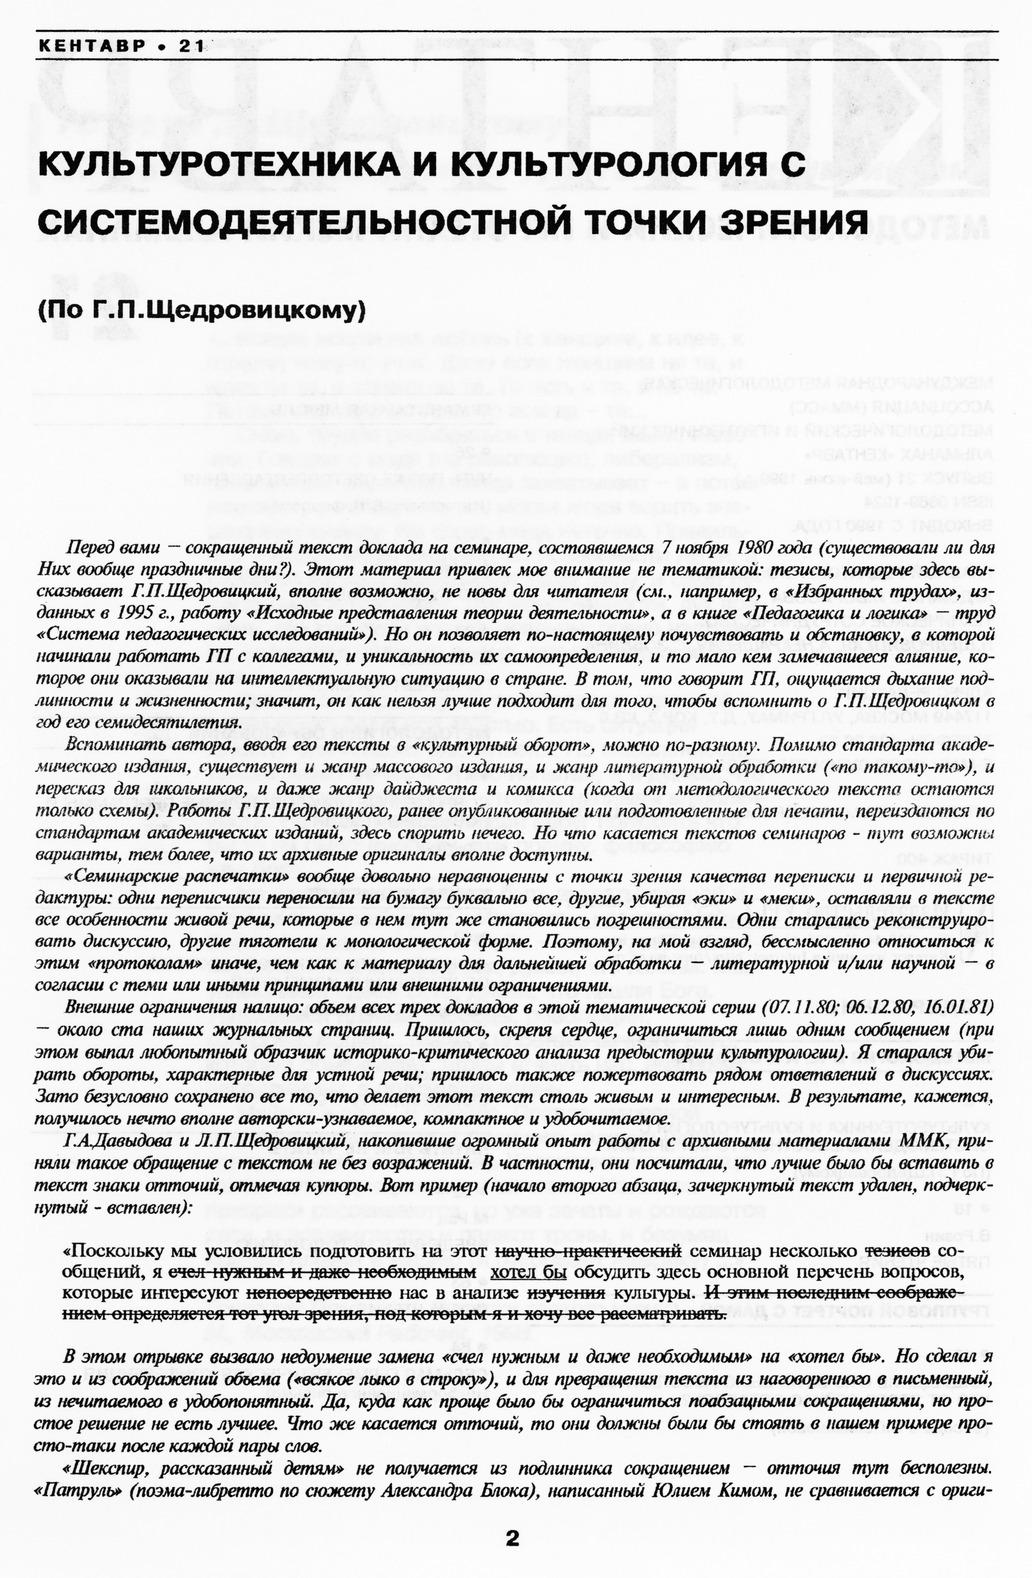 КЕНТАВР • 21
КУЛЬТУРОТЕХНИКА И КУЛЬТУРОЛОГИЯ С
СИСТЕМОДЕЯТЕЛЬНОСТНОЙ ТОЧКИ ЗРЕНИЯ
(По Г.П.Щедровицкому)
Перед вами — сокращенный текст доклада на семинаре, состоявшемся 7 ноября 1980 года (существовали ли для
Них вообще праздничные дни?). Этот материал привлек мое внимание не тематикой: тезисы, которые здесь вы-
сказывает Г.П.Щедровицкий, вполне возможно, не новы для читателя (см., например, в «Избранных трудах», из-
данных в 1995 г., работу «Исходные представления теории деятельности», а в книге «Педагогика и логика» — труд
«Система педагогических исследований»). Но он позволяет по-настоящему почувствовать и обстановку, в которой
начинали работать ГП с коллегами, и уникальность их самоопределения, и то мало кем замечавшееся влияние, ко-
торое они оказывали на интеллектуальную ситуацию в стране. В том, что говорит ГП, ощущается дыхание под-
линности и жизненности; значит, он как нельзя лучше подходит для того, чтобы вспомнить о Г.П.Щедровицком в
год его семидесятилетия.
Вспоминать автора, вводя его тексты в «культурный оборот», можно по-разному. Помимо стандарта акаде-
мического издания, существует и жанр массового издания, и жанр литературной обработки («по такому-то»), и
пересказ для школьников, и даже жанр дайджеста и комикса (когда от методологического текста остаются
только схемы). Работы Г.П.Щедровицкого, ранее опубликованные или подготовленные для печати, переиздаются по
стандартам академических изданий, здесь спорить нечего. Но что касается текстов семинаров - тут возможны
варианты, тем более, что их архивные оригиналы вполне доступны.
«Семинарские распечатки» вообще довольно неравноценны с точки зрения качества переписки и первичной ре-
дактуры: одни переписчики переносили на бумагу буквально все, другие, убирая «эки» и «меки», оставляли в тексте
все особенности живой речи, которые в нем тут же становились погрешностями. Одни старались реконструиро-
вать дискуссию, другие тяготели к монологической форме. Поэтому, на мой взгляд, бессмысленно относиться к
этим «протоколам» иначе, чем как к материалу для дальнейшей обработки — литературной и/или научной — в
согласии с теми или иными принципами или внешними ограничениями.
Внешние ограничения налицо: объем всех трех докладов в этой тематической серии (07.11.80; 06.12.80, 16.01.81)
— около ста наших журнальных страниц. Пришлось, скрепя сердце, ограничиться лишь одним сообщением (при
этом выпал любопытный образчик историко-критического анализа предыстории культурологии). Я старался уби-
рать обороты, характерные для устной речи; пришлось также пожертвовать рядом ответвлений в дискуссиях.
Зато безусловно сохранено все то, что делает этот текст столь живым и интересным. В результате, кажется,
получилось нечто вполне авторски-узнаваемое, компактное и удобочитаемое.
Г.А.Давыдова и Л.П.Щедровицкий, накопившие огромный опыт работы с архивными материалами ММК, при-
няли такое обращение с текстом не без возражений. В частности, они посчитали, что лучше было бы вставить в
текст знаки отточий, отмечая купюры. Вот пример (начало второго абзаца, зачеркнутый текст удален, подчерк-
нутый - вставлен):
«Поскольку мы условились подготовить на этот научно-практический семинар несколько тезисов со-
общений, я счел нужным и даже необходимым хотел бы обсудить здесь основной перечень вопросов,
которые интересуют непосредственно нас в анализе изучения культуры. И этим последним соображе-
нием определяется тот угол зрения, под которым я и хочу все рассматривать.
В этом отрывке вызвало недоумение замена «счел нужным и даже необходимым» на «хотел бы». Но сделал я
это и из соображений объема («всякое лыко в строку»), и для превращения текста из наговоренного в письменный,
из нечитаемого в удобопонятный. Да, куда как проще было бы ограничиться поабзацными сокращениями, но про-
стое решение не есть лучшее. Что же касается отточий, то они должны были бы стоять в нашем примере про-
сто-таки после каждой пары слов.
«Шекспир, рассказанный детям» не получается из подлинника сокращением — отточия тут бесполезны.
«Патруль» (поэма-либретто по сюжету Александра Блока), написанный Юлием Кимом, не сравнивается с ориги-
2